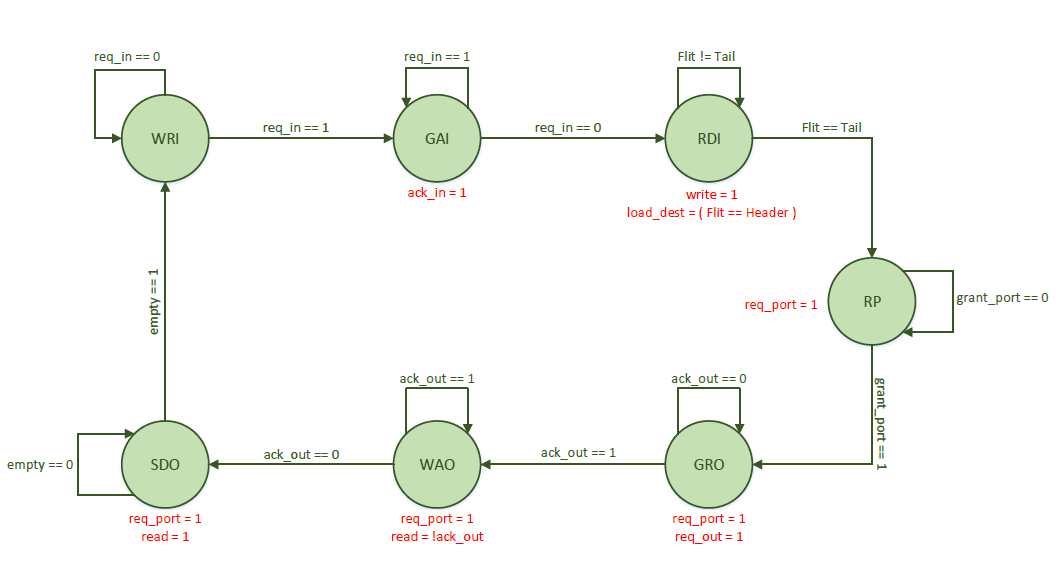 req_in == 0
req_in == 1
Flit != Tail
WRI
req_in == 1
GAI
req_in == 0
RDI
Flit == Tail
ack_in = 1
write = 1
load_dest = ( Flit == Header )
req_port = 1
RP
grant_port == 0
empty == 1
grant_port == 1
ack_out == 1
ack_out == 0
empty == 0
SDO
ack_out == 0
WAO
ack_out == 1
GRO
req_port = 1
read = 1
req_port = 1
read = !ack_out
req_port = 1
req_out = 1